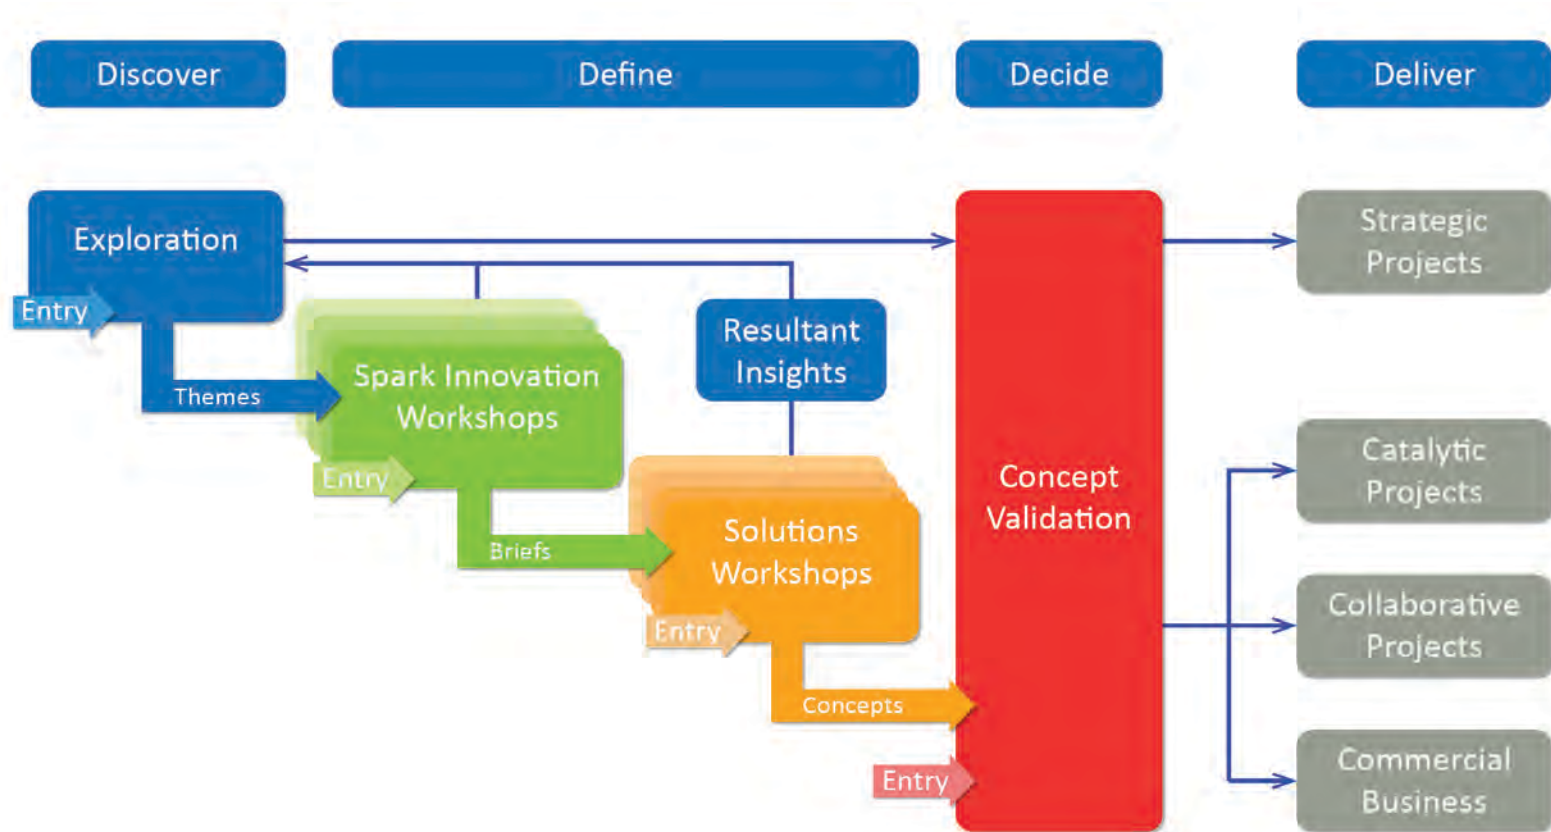 Discover
Define
Decide
Deliver
Exploration
Entry
Themes
Spark Innovation
Workshops
Entry
Briefs
Resultant
Insights
Solutions
Workshops
Entry
Concepts
Concept
Validation
Entry
Strategic
Projects
Catalytic
Projects
Collaborative
Projects
Commercial
Business